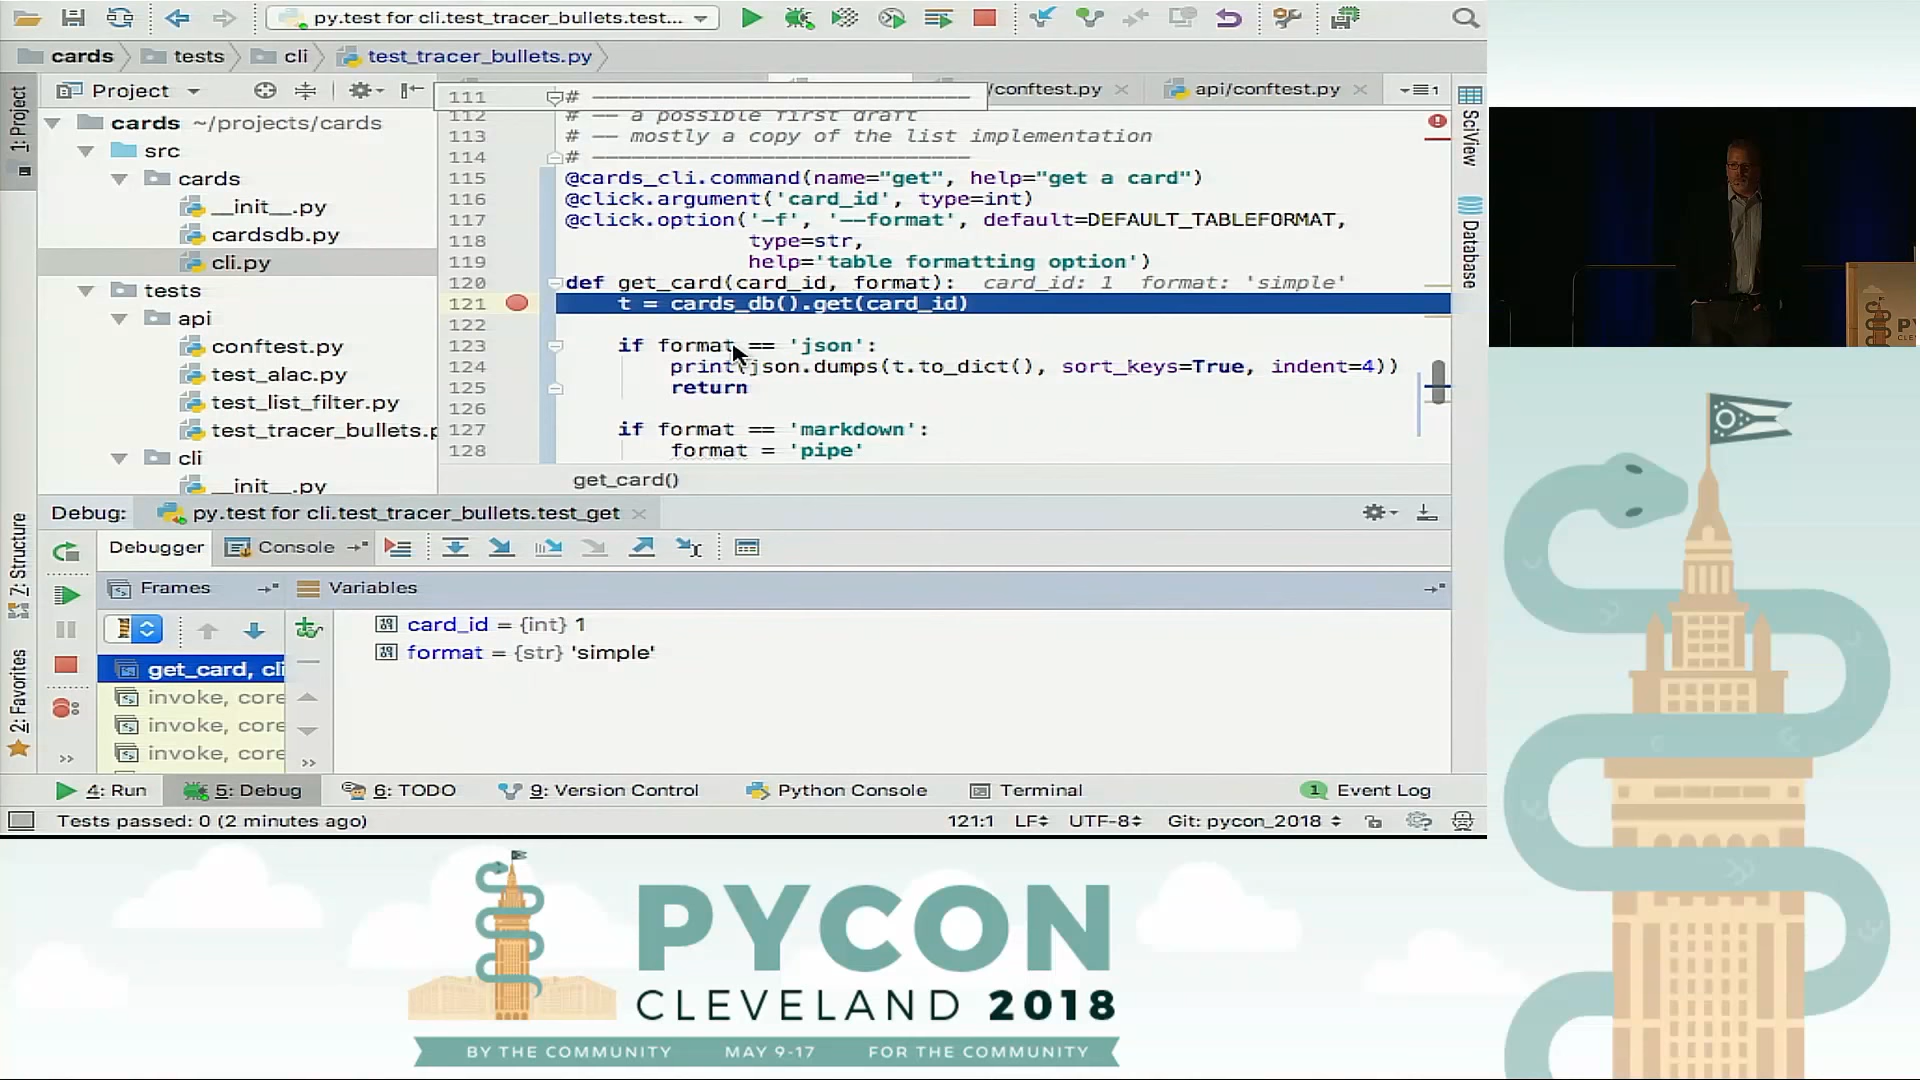 py.test for cli.test_tracer_bullets.test...
cards tests cli test_tracer_bullets.py
1: Project
Project
/conftest.py api/conftest.py 1
cards ~/projects/cards
src
cards
__init__.py
cardsdb.py
cli.py
tests
api
conftest.py
test_alac.py
test_list_filter.py
test_tracer_bullets.p
cli
__init__.py
111 # ------------------------------
112 # -- a possible first draft
113 # -- mostly a copy of the list implementation
114 # ------------------------------
115 @cards_cli.command(name="get", help="get a card")
116 @click.argument('card_id', type=int)
117 @click.option('-f', '--format', default=DEFAULT_TABLEFORMAT,
118 type=str,
119 help='table formatting option')
120 def get_card(card_id, format): card_id: 1 format: 'simple'
121 t = cards_db().get(card_id)
122
123 if format == 'json':
124 print(json.dumps(t.to_dict(), sort_keys=True, indent=4))
125 return
126
127 if format == 'markdown':
128 format = 'pipe'
get_card()
SciView
Database
Debug: py.test for cli.test_tracer_bullets.test_get
7: Structure
2: Favorites
Debugger Console
Frames Variables
card_id = {int} 1
format = {str} 'simple'
get_card, cli
invoke, core
invoke, core
invoke, core
4: Run 5: Debug 6: TODO 9: Version Control Python Console Terminal 1 Event Log
Tests passed: 0 (2 minutes ago) 121:1 LF UTF-8 Git: pycon_2018
PY
CLEVE
PYCON
CLEVELAND 2018
BY THE COMMUNITY MAY 9-17 FOR THE COMMUNITY